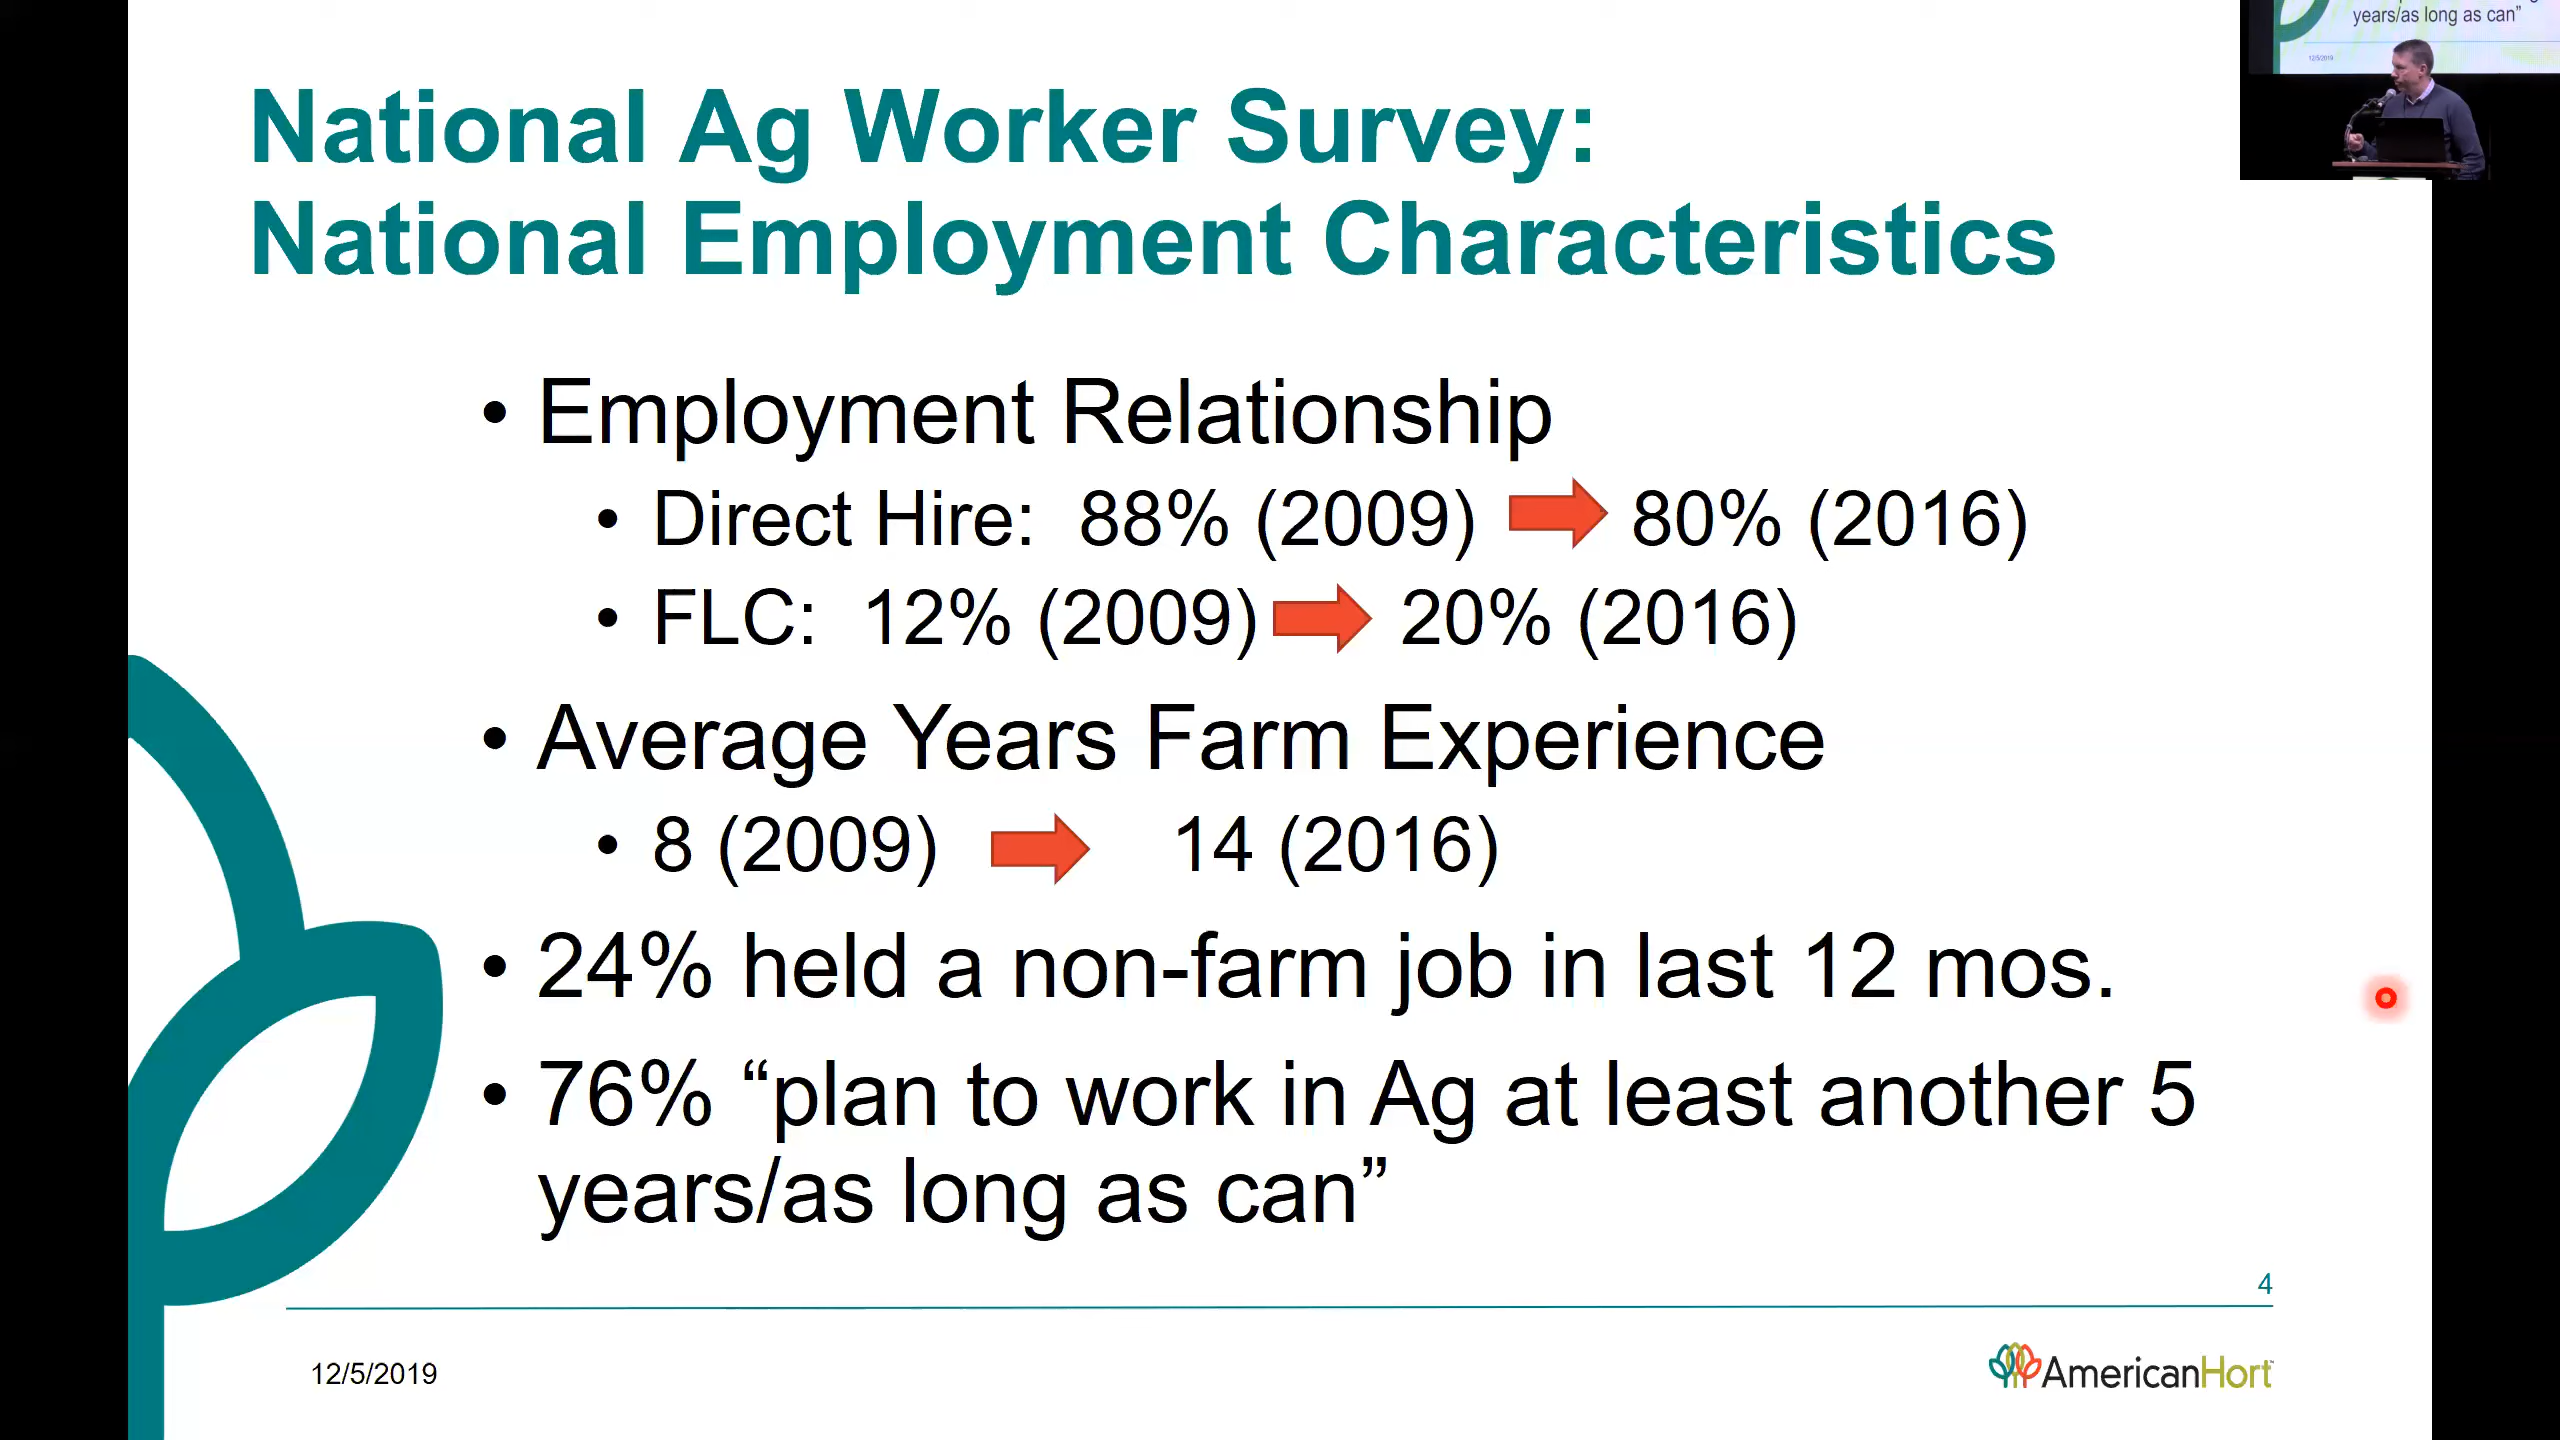 years/as long as can”
12/5/2019
National Ag Worker Survey:
National Employment Characteristics
• Employment Relationship
• Direct Hire: 88% (2009) 80% (2016)
• FLC: 12% (2009) 20% (2016)
• Average Years Farm Experience
• 8 (2009) 14 (2016)
• 24% held a non-farm job in last 12 mos.
• 76% “plan to work in Ag at least another 5
years/as long as can”
4
12/5/2019
AmericanHort